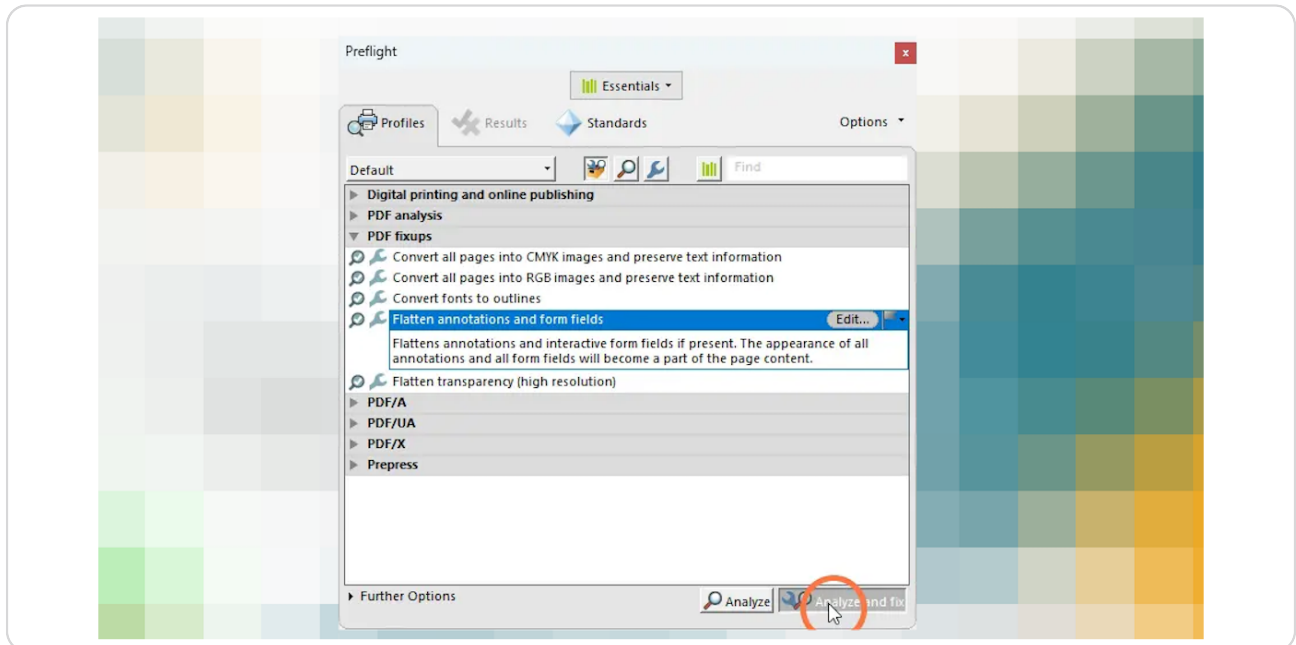 Preflight
x
Essentials
Profiles
Results
Standards
Options
Default
Find
Digital printing and online publishing
PDF analysis
PDF fixups
Convert all pages into CMYK images and preserve text information
Convert all pages into RGB images and preserve text information
Convert fonts to outlines
Flatten annotations and form fields
Edit...
Flattens annotations and interactive form fields if present. The appearance of all
annotations and all form fields will become a part of the page content.
Flatten transparency (high resolution)
PDF/A
PDF/UA
PDF/X
Prepress
Further Options
Analyze
Analyze and fix